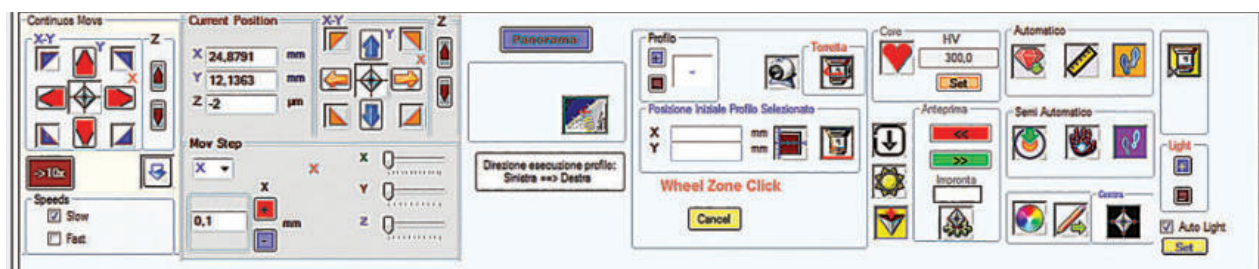 Continuos Move
X-Y
Z
Y
X
->10x
Speeds
Slow
Fast
Current Position
X 24,8791 mm
Y 12,1363 mm
Z -2 µm
X-Y
Z
Y
X
Mov Step
X
X
X
0,1
mm
+
-
X
Y
Z
Panorama
Direzione esecuzione profilo:
Sinistra ==> Destra
Profilo
-
Torretta
Posizione Iniziale Profilo Selezionato
X mm
Y mm
Wheel Zone Click
Cancel
Core
HV
300,0
Set
Anteprima
<<
>>
Impronta
Automatico
Semi Automatico
Centra
Light
Auto Light
Set